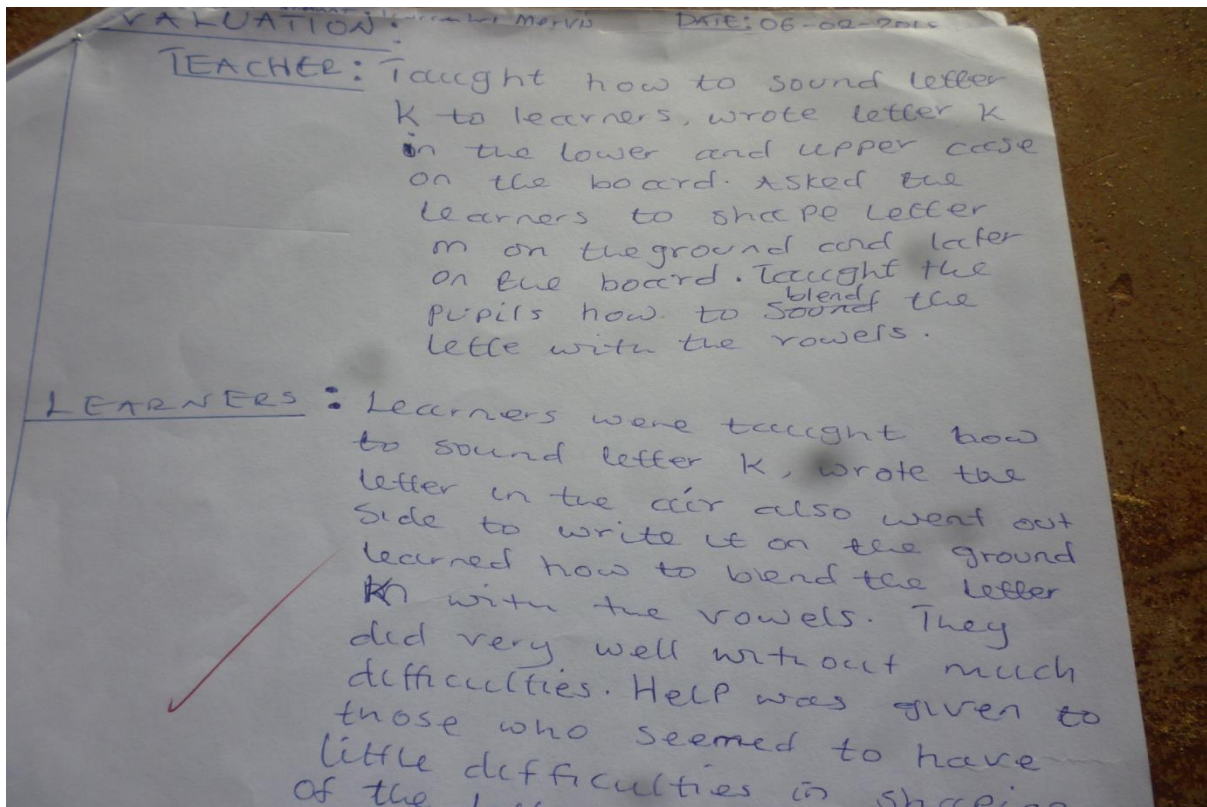 VALUATION:
DATE: 06-02-
TEACHER: Taught how to sound letter
K to learners, wrote letter K
in the lower and upper case
on the board. Asked the
learners to shape letter
m on the ground and later
on the board. Taught the
blend
pupils how to sound the
lette with the vowels.
LEARNERS: Learners were taught how
to sound letter K, wrote the
letter in the air also went out
side to write it on the ground
learned how to blend the letter
K with the vowels. They
did very well without much
difficulties. Help was given to
those who seemed to have
little difficulties in shaping
of the